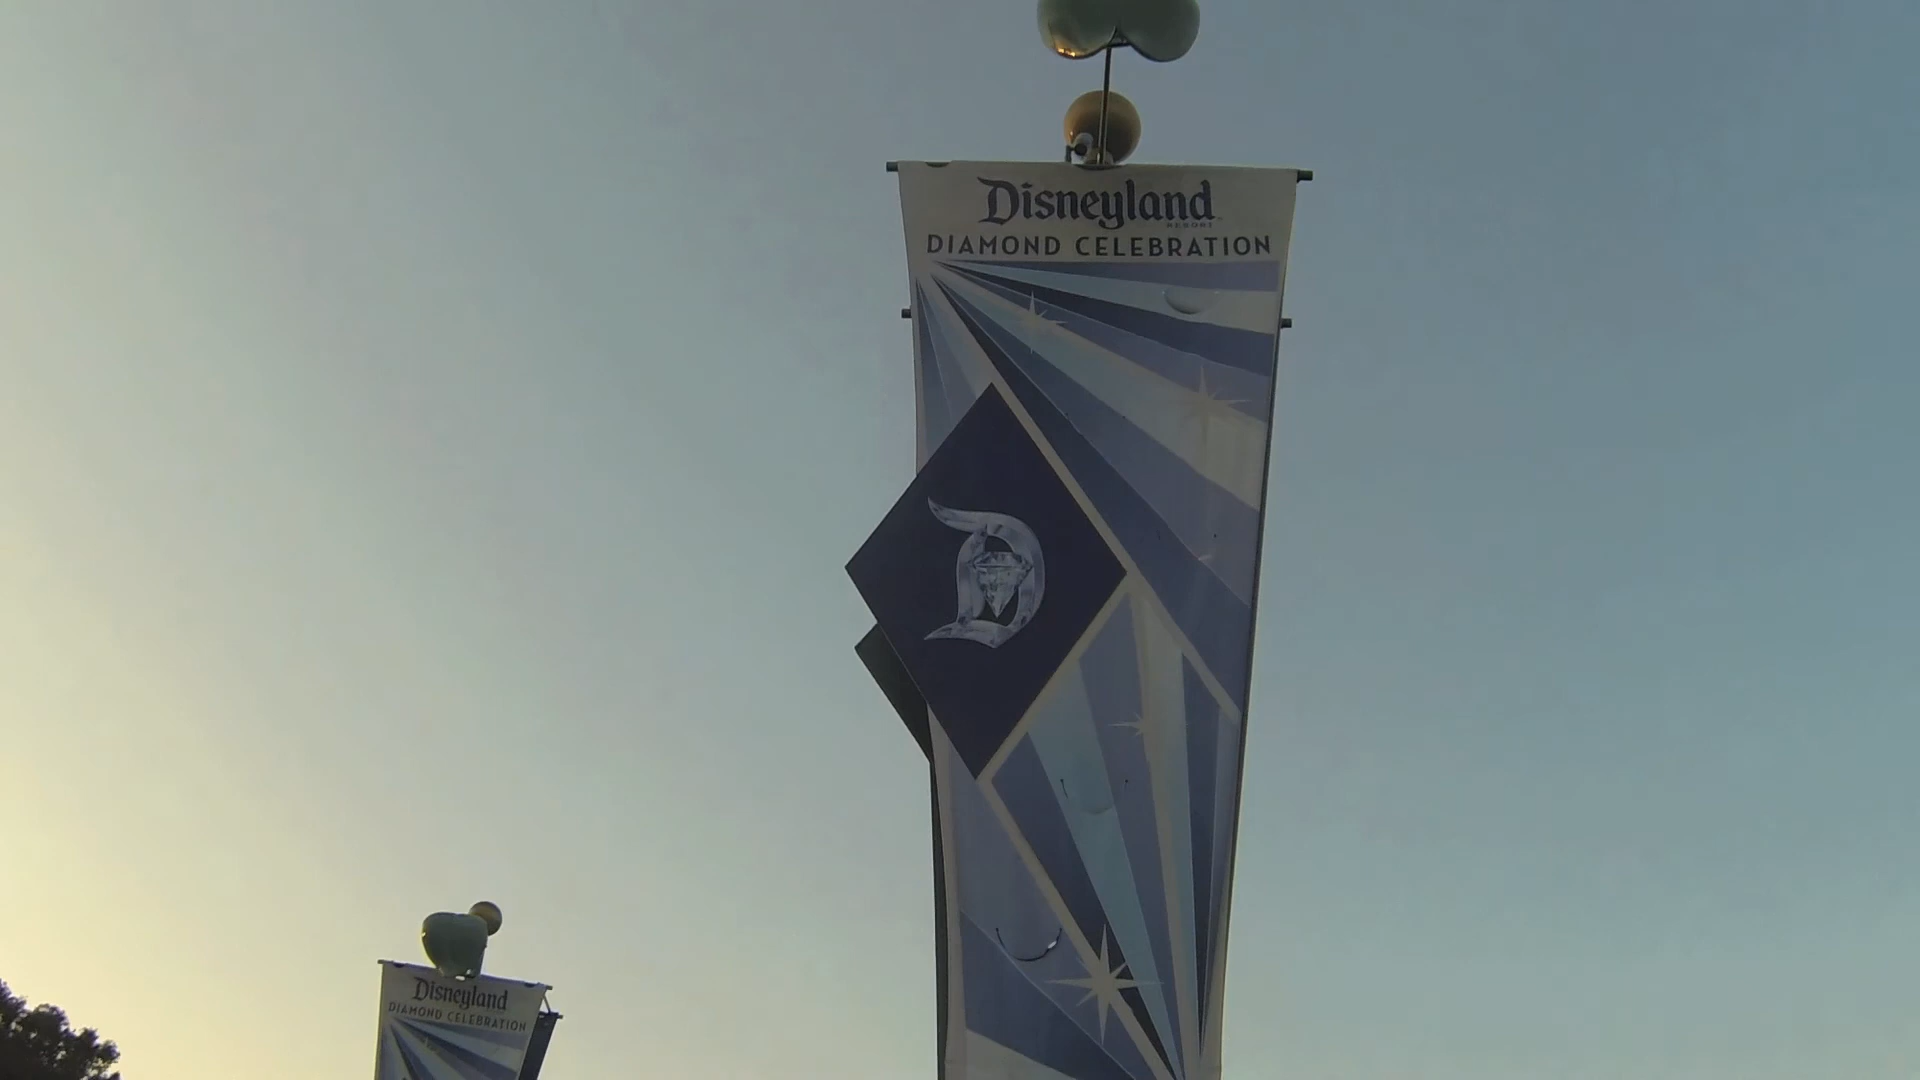 Disneyland
RESORT
DIAMOND CELEBRATION
D
Disneyland
DIAMOND CELEBRATION